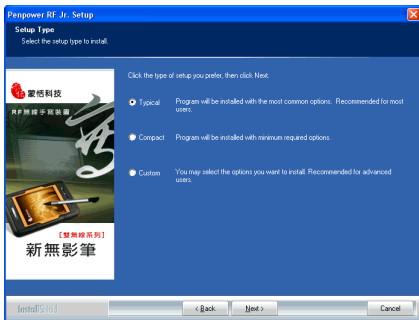 Penpower RF Jr. Setup
Setup Type
Select the setup type to install.
Click the type of setup you prefer, then click Next.
蒙恬科技
RF無線手寫裝置
Typical
Program will be installed with the most common options. Recommended for most
users.
Compact
Program will be installed with minimum required options.
Custom
You may select the options you want to install. Recommended for advanced
users.
[雙無線系列]
新無影筆
InstallShield
< Back
Next >
Cancel